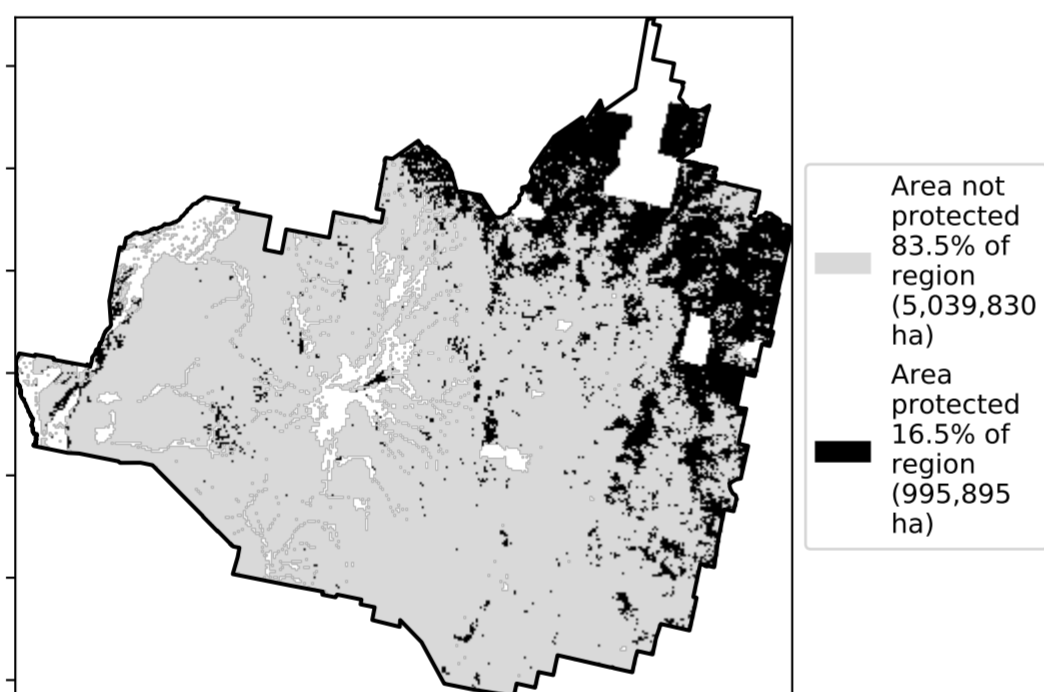 Area not
protected
83.5% of
region
(5,039,830
ha)
Area
protected
16.5% of
region
(995,895
ha)